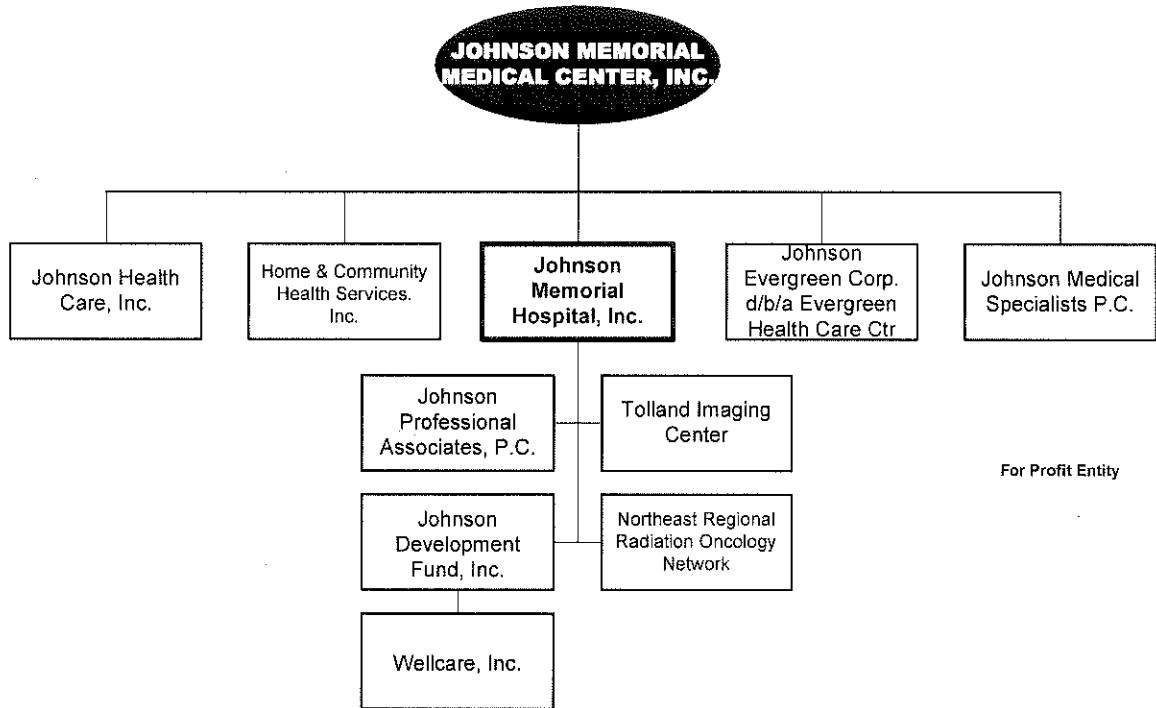 JOHNSON MEMORIAL
MEDICAL CENTER, INC.
Johnson Health
Care, Inc.
Home & Community
Health Services.
Inc.
Johnson
Memorial
Hospital, Inc.
Johnson
Evergreen Corp.
d/b/a Evergreen
Health Care Ctr
Johnson Medical
Specialists P.C.
Johnson
Professional
Associates, P.C.
Tolland Imaging
Center
For Profit Entity
Johnson
Development
Fund, Inc.
Northeast Regional
Radiation Oncology
Network
Wellcare, Inc.